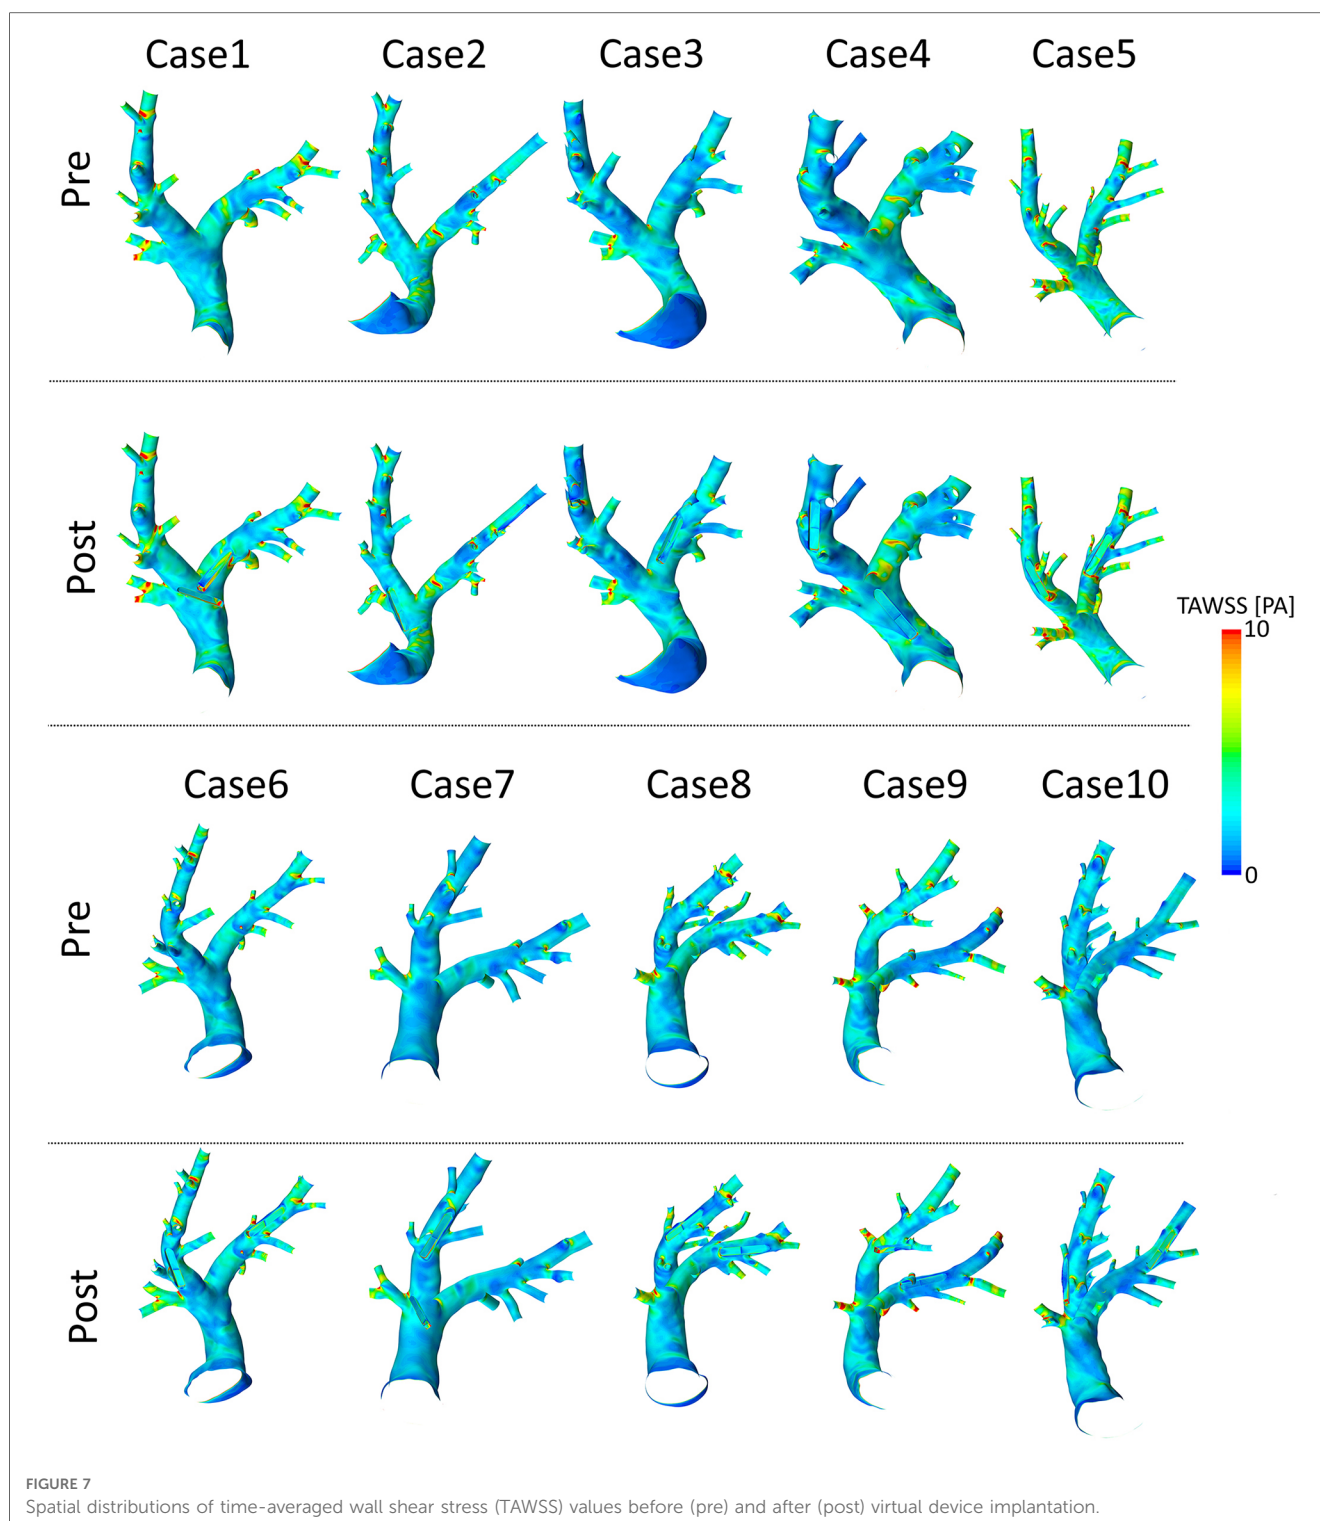 Case1 Case2 Case3 Case4 Case5
Pre
Post
TAWSS [PA]
10
0
Case6 Case7 Case8 Case9 Case10
Pre
Post
FIGURE 7
Spatial distributions of time-averaged wall shear stress (TAWSS) values before (pre) and after (post) virtual device implantation.